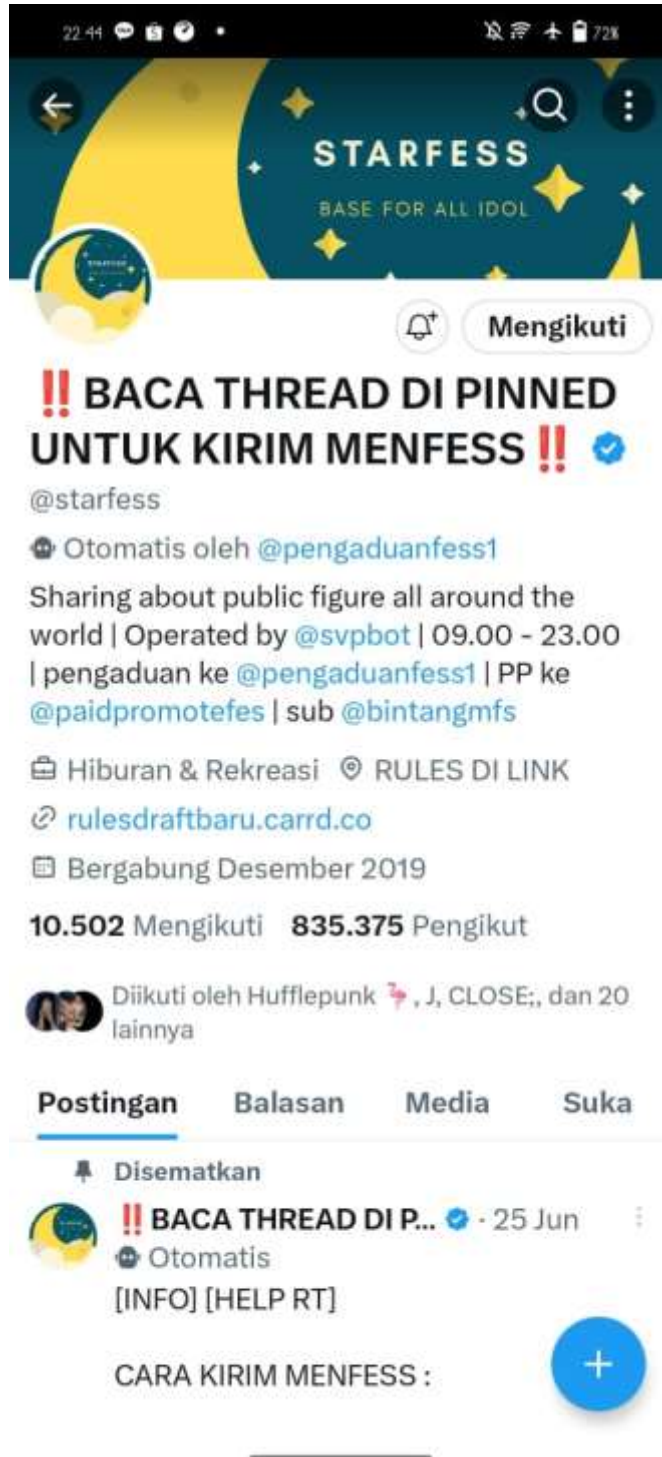 22.44
72%
STARFESS
BASE FOR ALL IDOL
Mengikuti
‼️ BACA THREAD DI PINNED
UNTUK KIRIM MENFESS ‼️
@starfess
Otomatis oleh @pengaduanfess1
Sharing about public figure all around the
world | Operated by @svpbot | 09.00 - 23.00
| pengaduan ke @pengaduanfess1 | PP ke
@paidpromotefes | sub @bintangmfs
Hiburan & Rekreasi RULES DI LINK
rulesdraftbaru.carrd.co
Bergabung Desember 2019
10.502 Mengikuti 835.375 Pengikut
Diikuti oleh Hufflepunk 🦩, J, CLOSE;, dan 20
lainnya
Postingan Balasan Media Suka
Disematkan
‼️ BACA THREAD DI P... · 25 Jun
Otomatis
[INFO] [HELP RT]
CARA KIRIM MENFESS :